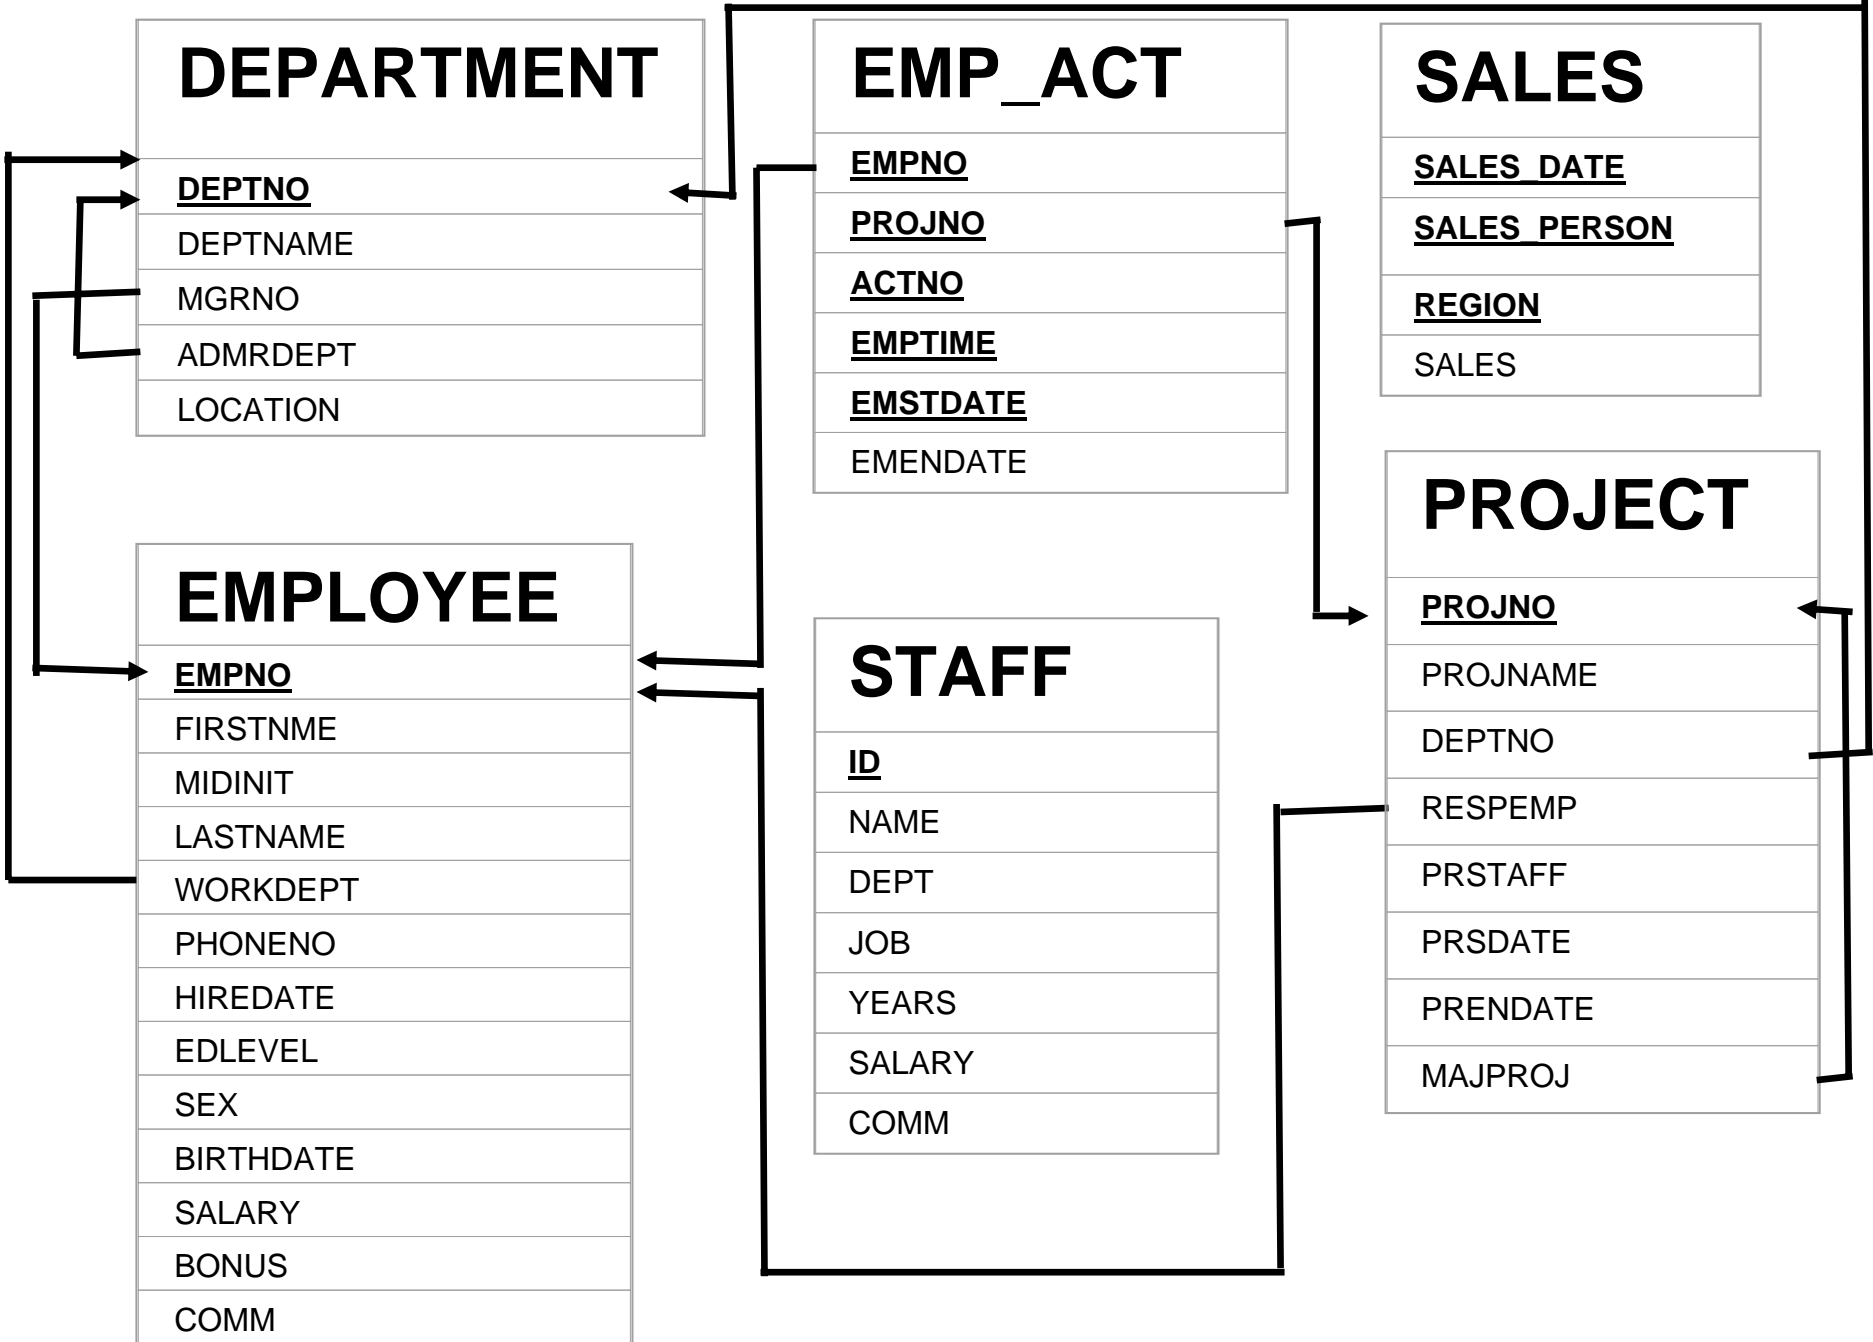 DEPARTMENT
DEPTNO
DEPTNAME
MGRNO
ADMRDEPT
LOCATION
EMP_ACT
EMPNO
PROJNO
ACTNO
EMPTIME
EMSTDATE
EMENDATE
SALES
SALES_DATE
SALES_PERSON
REGION
SALES
EMPLOYEE
EMPNO
FIRSTNME
MIDINIT
LASTNAME
WORKDEPT
PHONENO
HIREDATE
EDLEVEL
SEX
BIRTHDATE
SALARY
BONUS
COMM
STAFF
ID
NAME
DEPT
JOB
YEARS
SALARY
COMM
PROJECT
PROJNO
PROJNAME
DEPTNO
RESPEMP
PRSTAFF
PRSDATE
PRENDATE
MAJPROJ